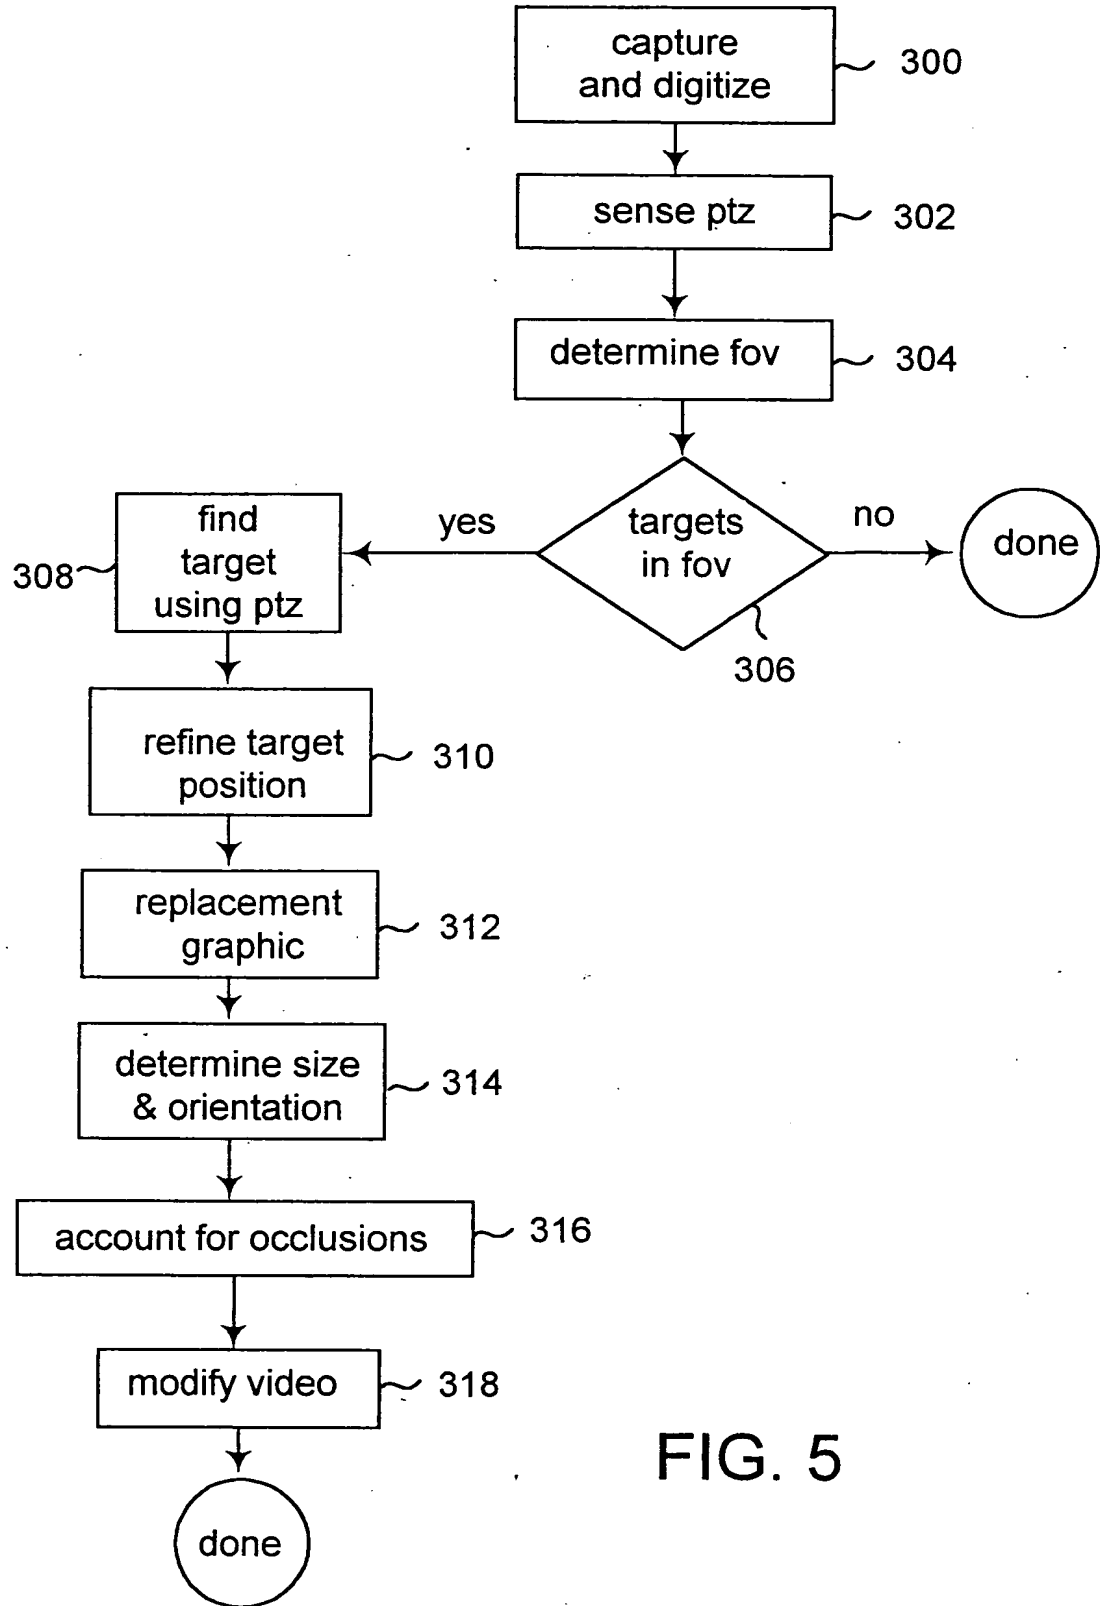 capture
and digitize
300
sense ptz
302
determine fov
304
targets
in fov
306
yes
no
done
find
target
using ptz
308
refine target
position
310
replacement
graphic
312
determine size
& orientation
314
account for occlusions
316
modify video
318
done
FIG. 5